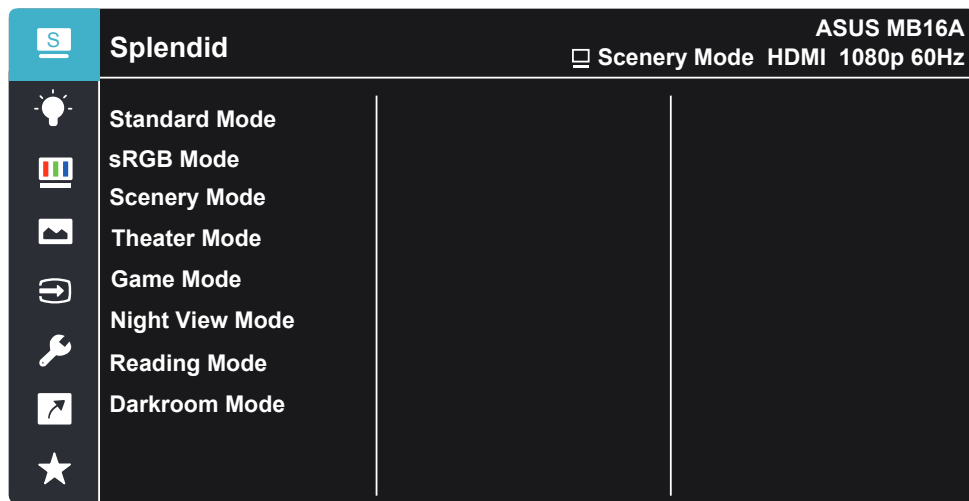 S
Splendid
ASUS MB16A
Scenery Mode HDMI 1080p 60Hz
Standard Mode
sRGB Mode
Scenery Mode
Theater Mode
Game Mode
Night View Mode
Reading Mode
Darkroom Mode